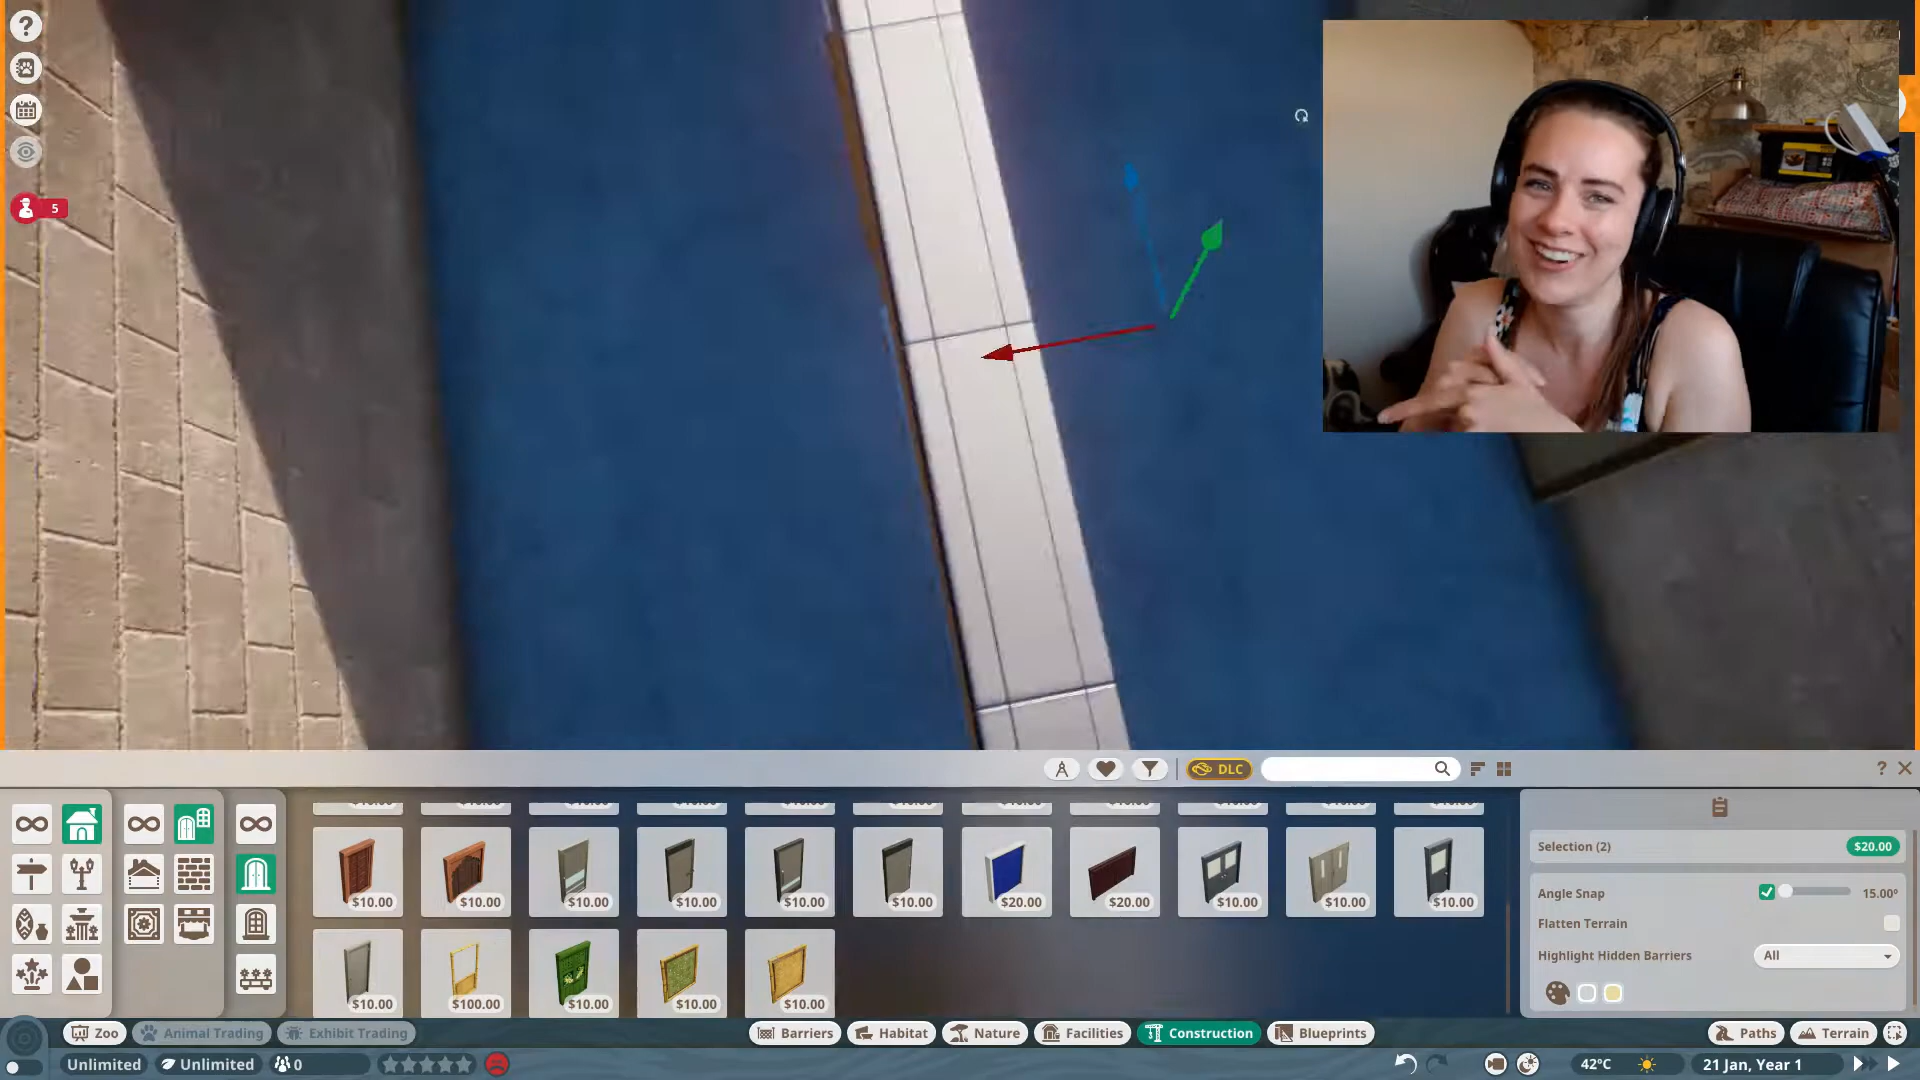 ?
5
DLC
?
$10.00 $10.00 $10.00 $10.00 $10.00 $10.00 $20.00 $20.00 $10.00 $10.00 $10.00
$10.00 $100.00 $10.00 $10.00 $10.00
Selection (2) $20.00
Angle Snap 15.00°
Flatten Terrain
Highlight Hidden Barriers All
Zoo Animal Trading Exhibit Trading Barriers Habitat Nature Facilities Construction Blueprints Paths Terrain
Unlimited Unlimited 0 42°C 21 Jan, Year 1